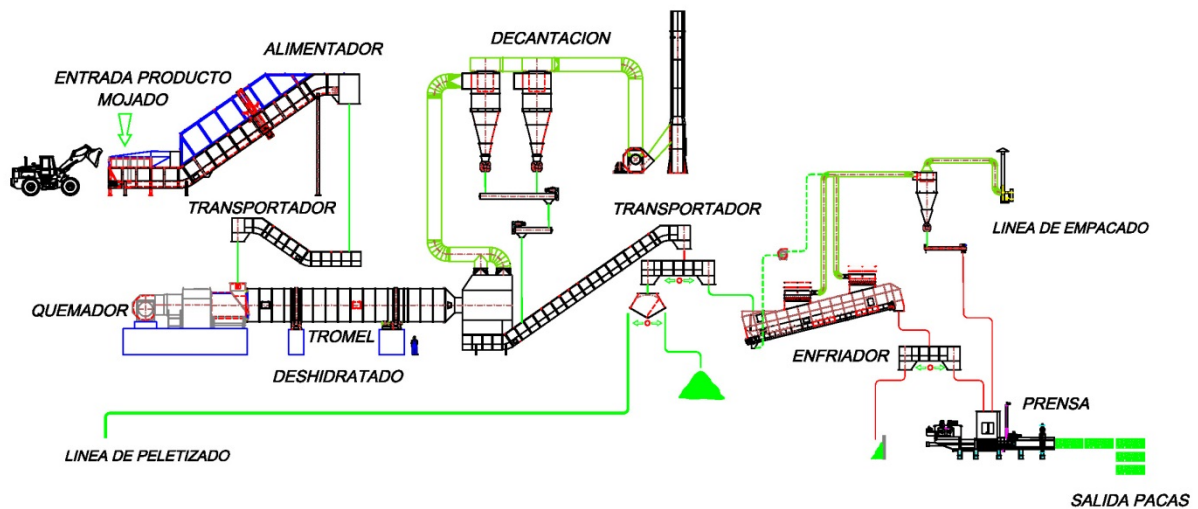 ALIMENTADOR
DECANTACION
ENTRADA PRODUCTO
MOJADO
TRANSPORTADOR
TRANSPORTADOR
LINEA DE EMPACADO
QUEMADOR
TROMEL
DESHIDRATADO
ENFRIADOR
PRENSA
LINEA DE PELETIZADO
SALIDA PACAS